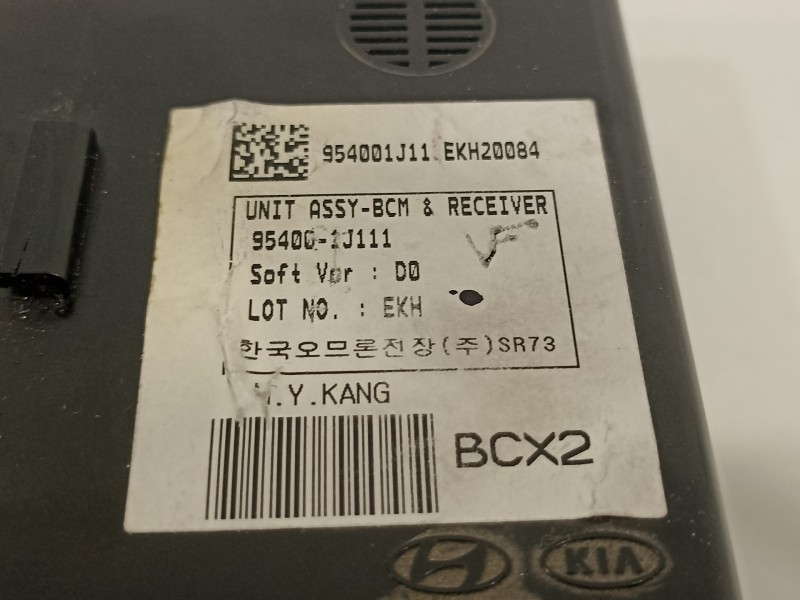 954001J11 EKH20084
UNIT ASSY-BCM & RECEIVER
95400-1J111
Soft Ver : D0
LOT NO. : EKH
한국오므론전장(주)SR73
.Y.KANG
BCX2
KIA